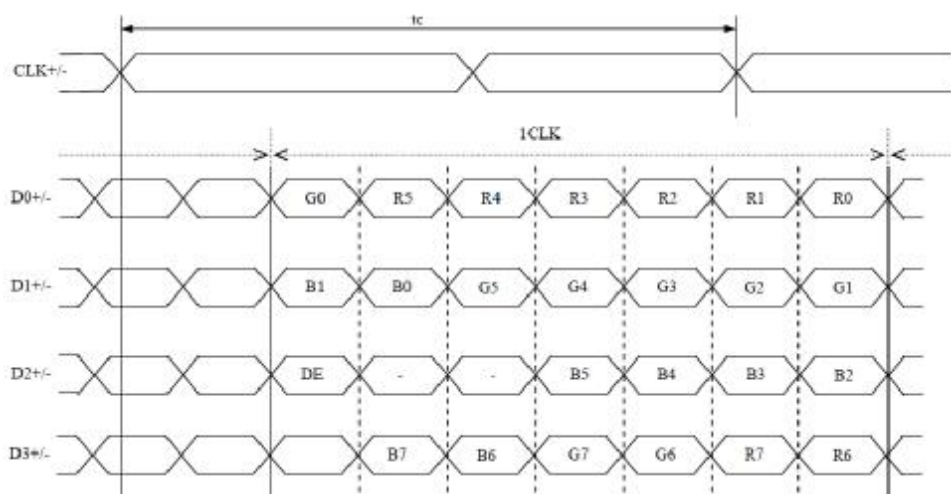 tc
CLK+/-
1CLK
D0+/- G0 R5 R4 R3 R2 R1 R0
D1+/- B1 B0 G5 G4 G3 G2 G1
D2+/- DE - - B5 B4 B3 B2
D3+/- B7 B6 G7 G6 R7 R6